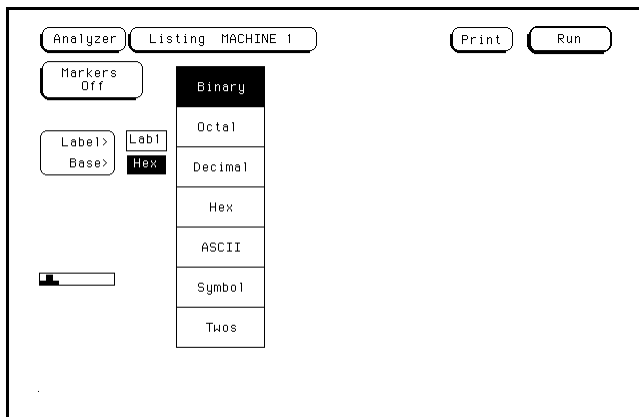 Analyzer Listing MACHINE 1 Print Run
Markers
Off
Binary
Octal
Label> Lab1
Base> Hex
Decimal
Hex
ASCII
Symbol
Twos